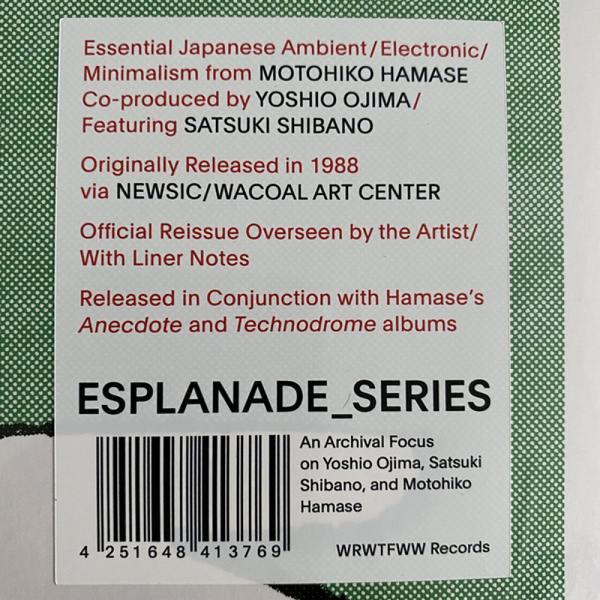 Essential Japanese Ambient/Electronic/
Minimalism from MOTOHIKO HAMASE
Co-produced by YOSHIO OJIMA/
Featuring SATSUKI SHIBANO
Originally Released in 1988
via NEWSIC/WACOAL ART CENTER
Official Reissue Overseen by the Artist/
With Liner Notes
Released in Conjunction with Hamase's
Anecdote and Technodrome albums
ESPLANADE_SERIES
An Archival Focus
on Yoshio Ojima, Satsuki
Shibano, and Motohiko
Hamase
4 251648 413769
WRWTFWW Records